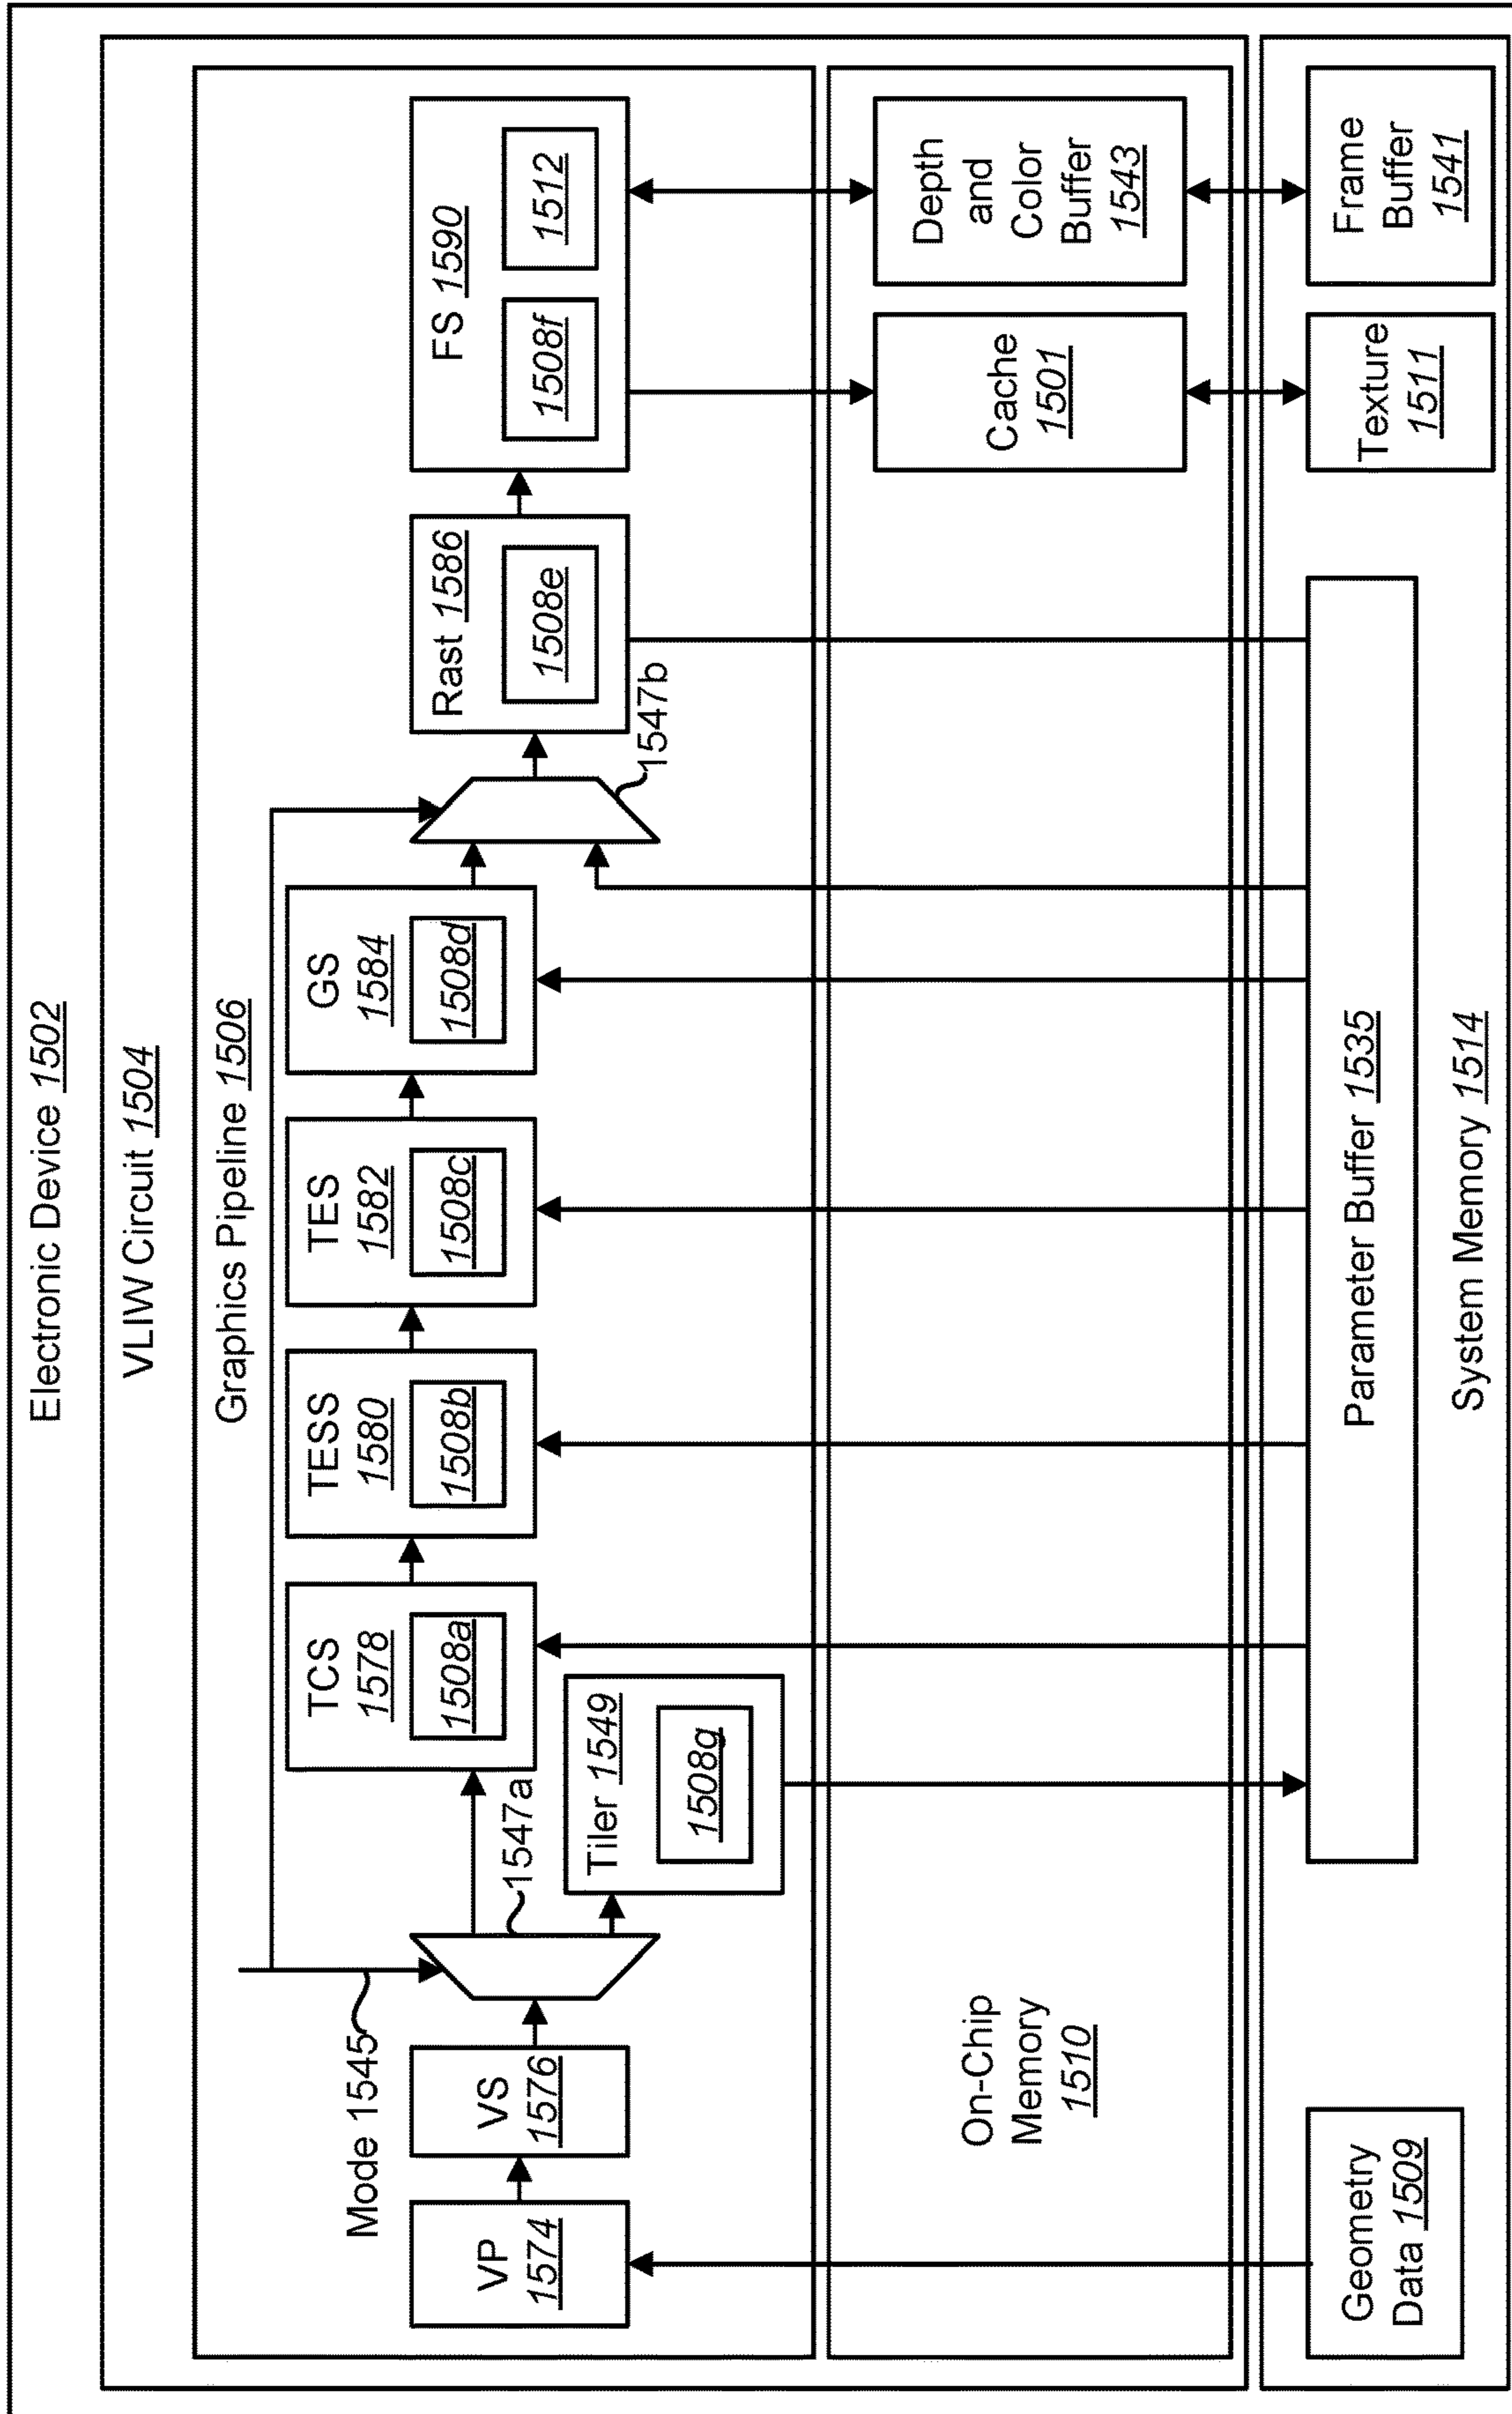 Electronic Device 1502
VLIW Circuit 1504
Graphics Pipeline 1506
Mode 1545
VP
1574
VS
1576
1547a
TCS
1578
1508a
TESS
1580
1508b
TES
1582
1508c
GS
1584
1508d
Tiler 1549
1508g
1547b
Rast 1586
1508e
FS 1590
1508f
1512
On-Chip
Memory
1510
Cache
1501
Depth
and
Color
Buffer
1543
Geometry
Data 1509
Parameter Buffer 1535
System Memory 1514
Texture
1511
Frame
Buffer
1541